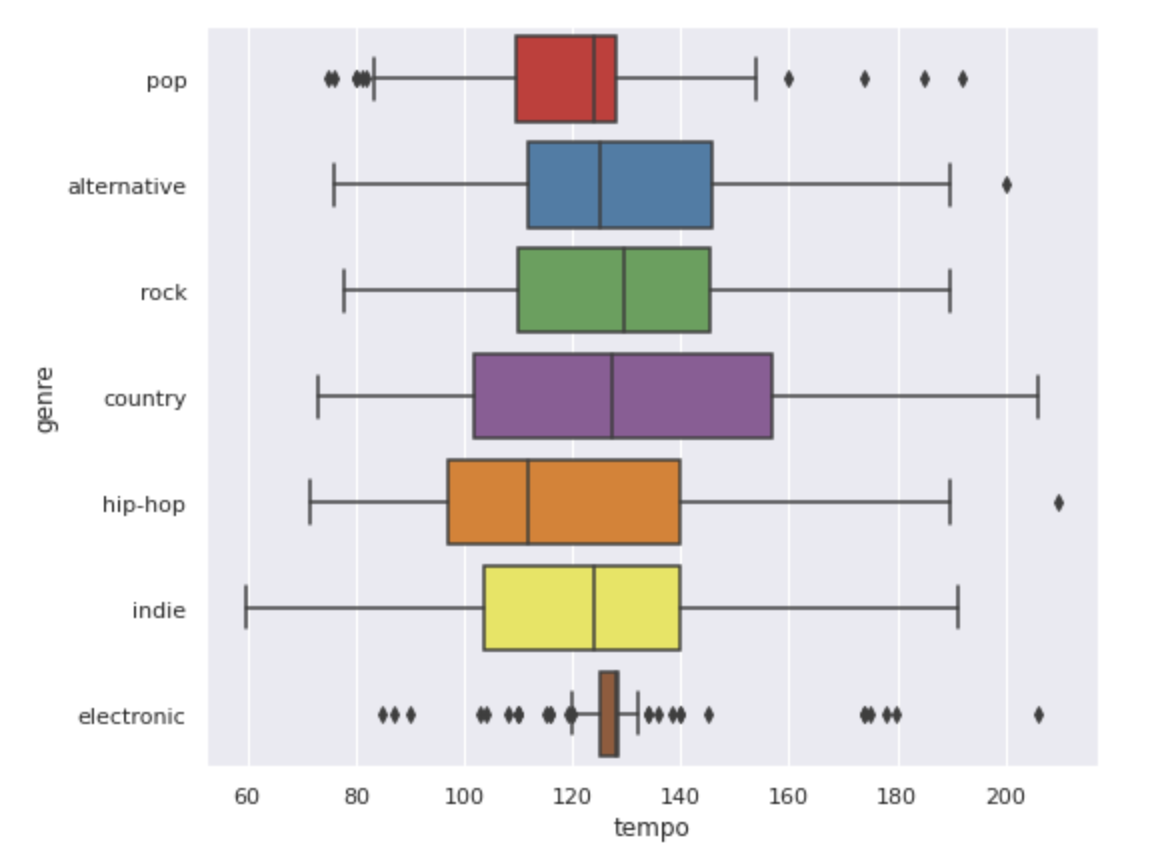 pop
alternative
rock
country
hip-hop
indie
electronic
genre
60 80 100 120 140 160 180 200
tempo